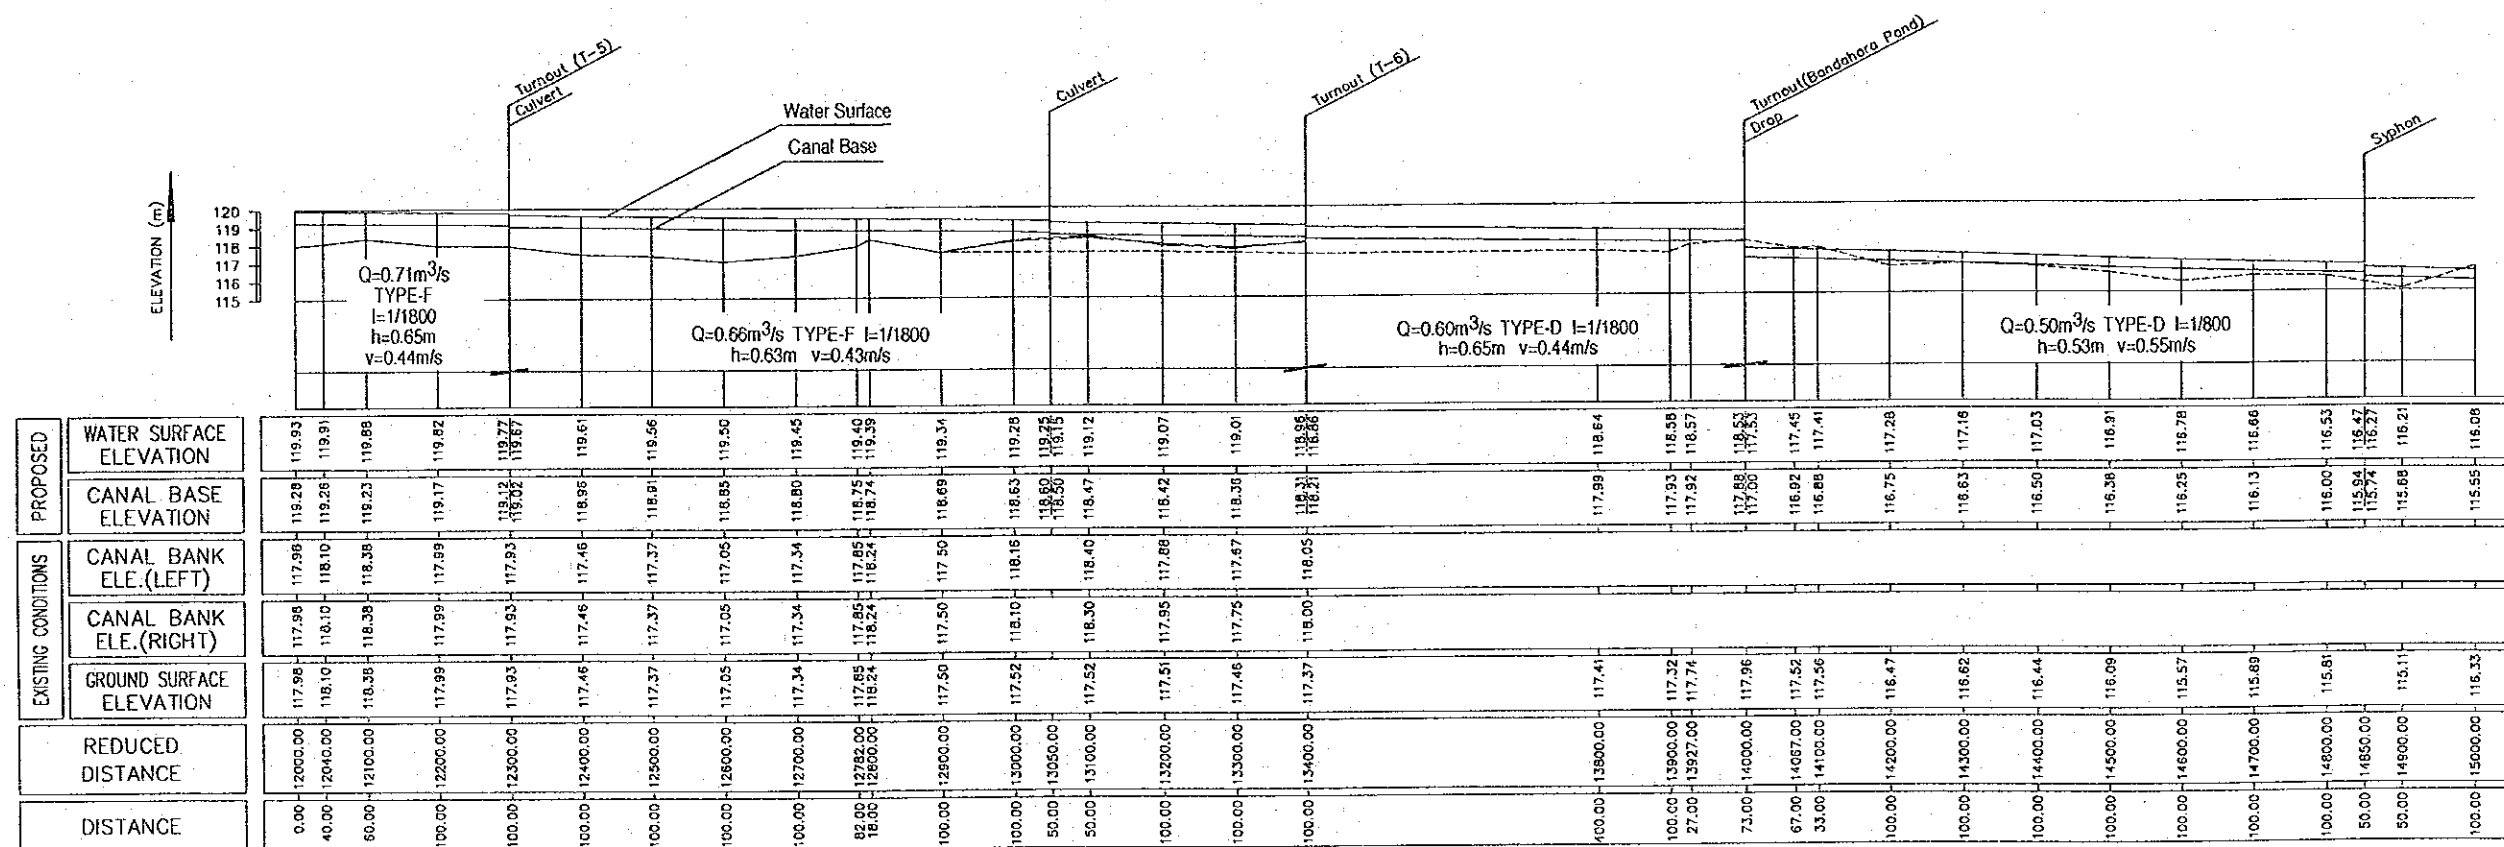 Turnout (T-5)
Culvert
Culvert
Turnout (T-6)
Turnout(Bandahara Pond)
Drop
Syphon
Water Surface
Canal Base
ELEVATION (m)
120
119
118
117
116
115
Q=0.71m³/s
TYPE-F
I=1/1800
h=0.65m
v=0.44m/s
Q=0.66m³/s TYPE-F I=1/1800
h=0.63m v=0.43m/s
Q=0.60m³/s TYPE-D I=1/1800
h=0.65m v=0.44m/s
Q=0.50m³/s TYPE-D I=1/800
h=0.53m v=0.55m/s
PROPOSED
WATER SURFACE
ELEVATION
119.93 119.91 119.88 119.82 119.77 119.67 119.61 119.56 119.50 119.45 119.40 119.39 119.34 119.28 119.25 119.15 119.12 119.07 119.01 118.96 118.86 118.64 118.58 118.57 118.53 117.53 117.45 117.41 117.28 117.16 117.03 116.91 116.78 116.66 116.53 116.47 116.27 116.21 116.08
CANAL BASE
ELEVATION
119.28 119.26 119.23 119.17 119.12 119.02 118.96 118.91 118.85 118.80 118.75 118.74 118.69 118.63 118.60 118.50 118.47 118.42 118.36 118.31 118.21 117.99 117.93 117.92 117.88 117.00 116.92 116.88 116.75 116.63 116.50 116.38 116.25 116.13 116.00 115.94 115.74 115.68 115.55
EXISTING CONDITIONS
CANAL BANK
ELE.(LEFT)
117.98 118.10 118.38 117.99 117.93 117.46 117.37 117.05 117.34 117.85 118.24 117.50 118.16 118.40 117.88 117.67 118.05
CANAL BANK
ELE.(RIGHT)
117.98 118.10 118.38 117.99 117.93 117.46 117.37 117.05 117.34 117.85 118.24 117.50 118.10 118.30 117.95 117.75 118.00
GROUND SURFACE
ELEVATION
117.98 118.10 118.38 117.99 117.93 117.46 117.37 117.05 117.34 117.85 118.24 117.50 117.52 117.52 117.51 117.46 117.37 117.41 117.32 117.74 117.96 117.52 117.56 116.47 116.62 116.44 116.09 115.57 115.89 115.81 115.11 116.33
REDUCED
DISTANCE
12000.00 120400.00 121000.00 122000.00 123000.00 124000.00 125000.00 126000.00 127000.00 127822.00 128000.00 129000.00 13000.00 130500.00 13100.00 13200.00 13300.00 13400.00 13800.00 13900.00 13927.00 14000.00 14067.00 14100.00 14200.00 14300.00 14400.00 14500.00 14600.00 14700.00 14800.00 14850.00 14900.00 15000.00
DISTANCE
0.00 40.00 60.00 100.00 100.00 100.00 100.00 100.00 100.00 82.00 18.00 100.00 100.00 50.00 50.00 100.00 100.00 100.00 400.00 100.00 27.00 73.00 67.00 33.00 100.00 100.00 100.00 100.00 100.00 100.00 100.00 50.00 50.00 100.00